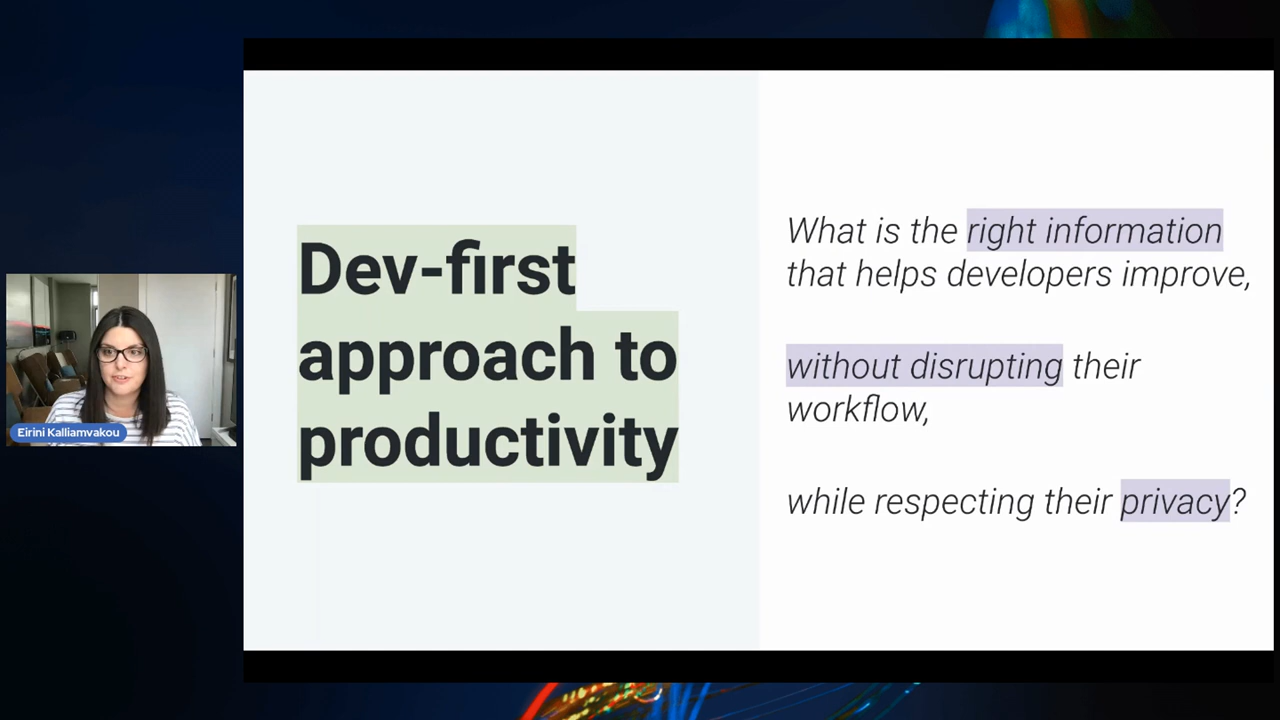 Dev-first
approach to
productivity
What is the right information
that helps developers improve,
without disrupting their
workflow,
while respecting their privacy?
Eirini Kalliamvakou